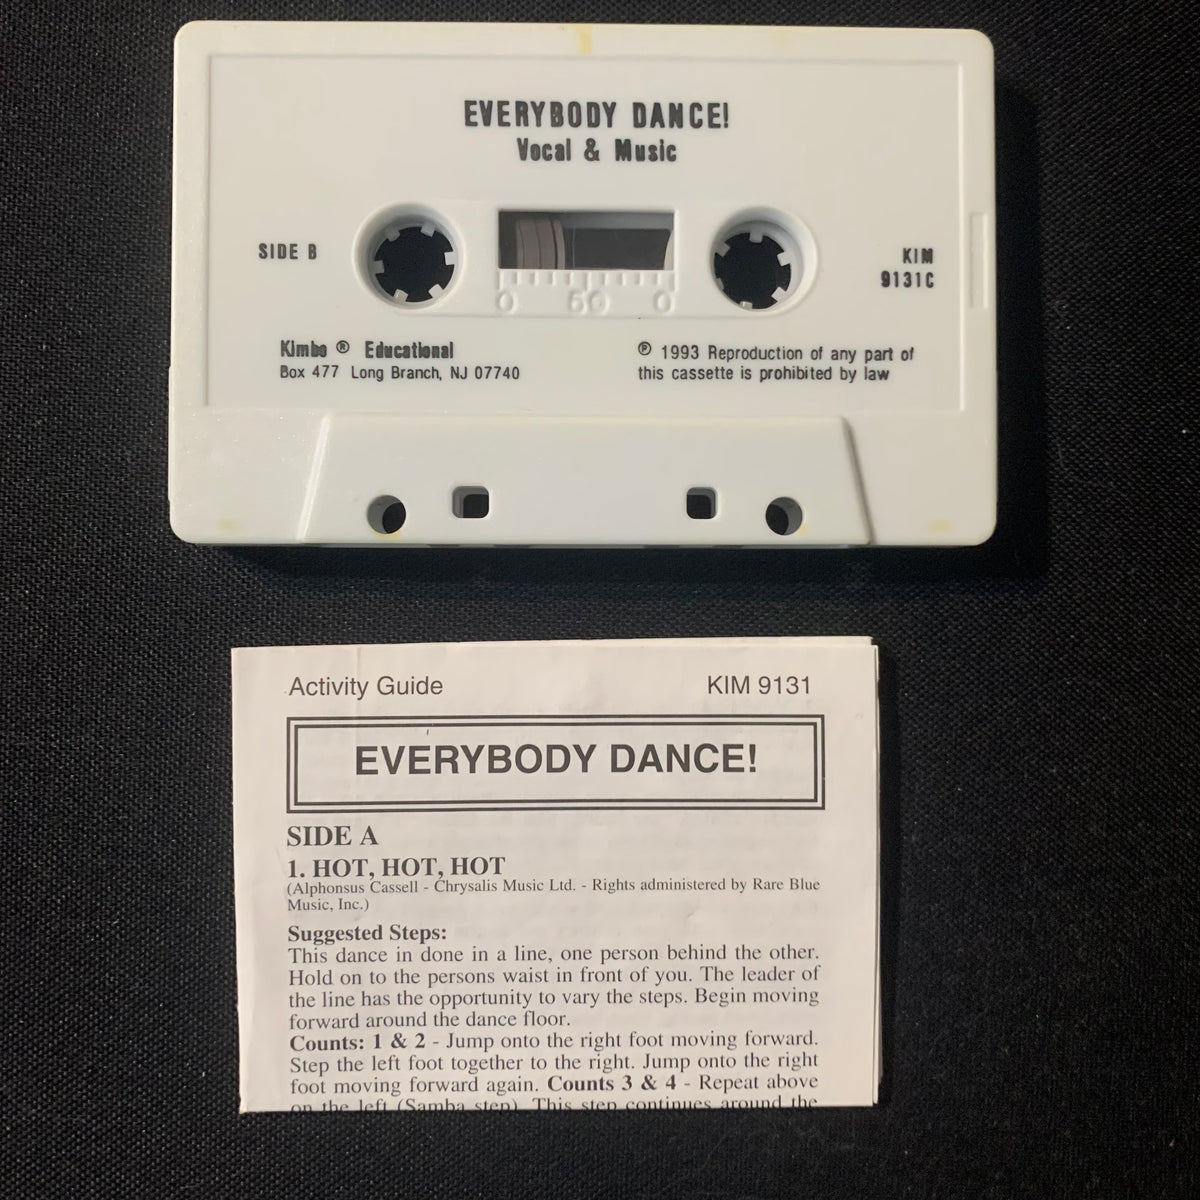 EVERYBODY DANCE!
Vocal & Music
SIDE B
KIM
9131C
0 50 0
Kimbo ® Educational
Box 477 Long Branch, NJ 07740
℗ 1993 Reproduction of any part of
this cassette is prohibited by law
Activity Guide KIM 9131
EVERYBODY DANCE!
SIDE A
1. HOT, HOT, HOT
(Alphonsus Cassell - Chrysalis Music Ltd. - Rights administered by Rare Blue
Music, Inc.)
Suggested Steps:
This dance in done in a line, one person behind the other.
Hold on to the persons waist in front of you. The leader of
the line has the opportunity to vary the steps. Begin moving
forward around the dance floor.
Counts: 1 & 2 - Jump onto the right foot moving forward.
Step the left foot together to the right. Jump onto the right
foot moving forward again. Counts 3 & 4 - Repeat above
on the left (Samba step). This step continues around the